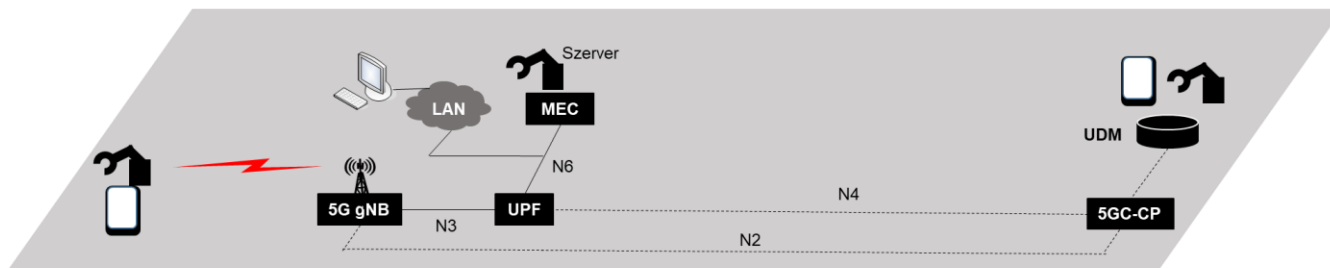 Szerver
LAN
MEC
UDM
N6
N4
5G gNB
UPF
5GC-CP
N3
N2